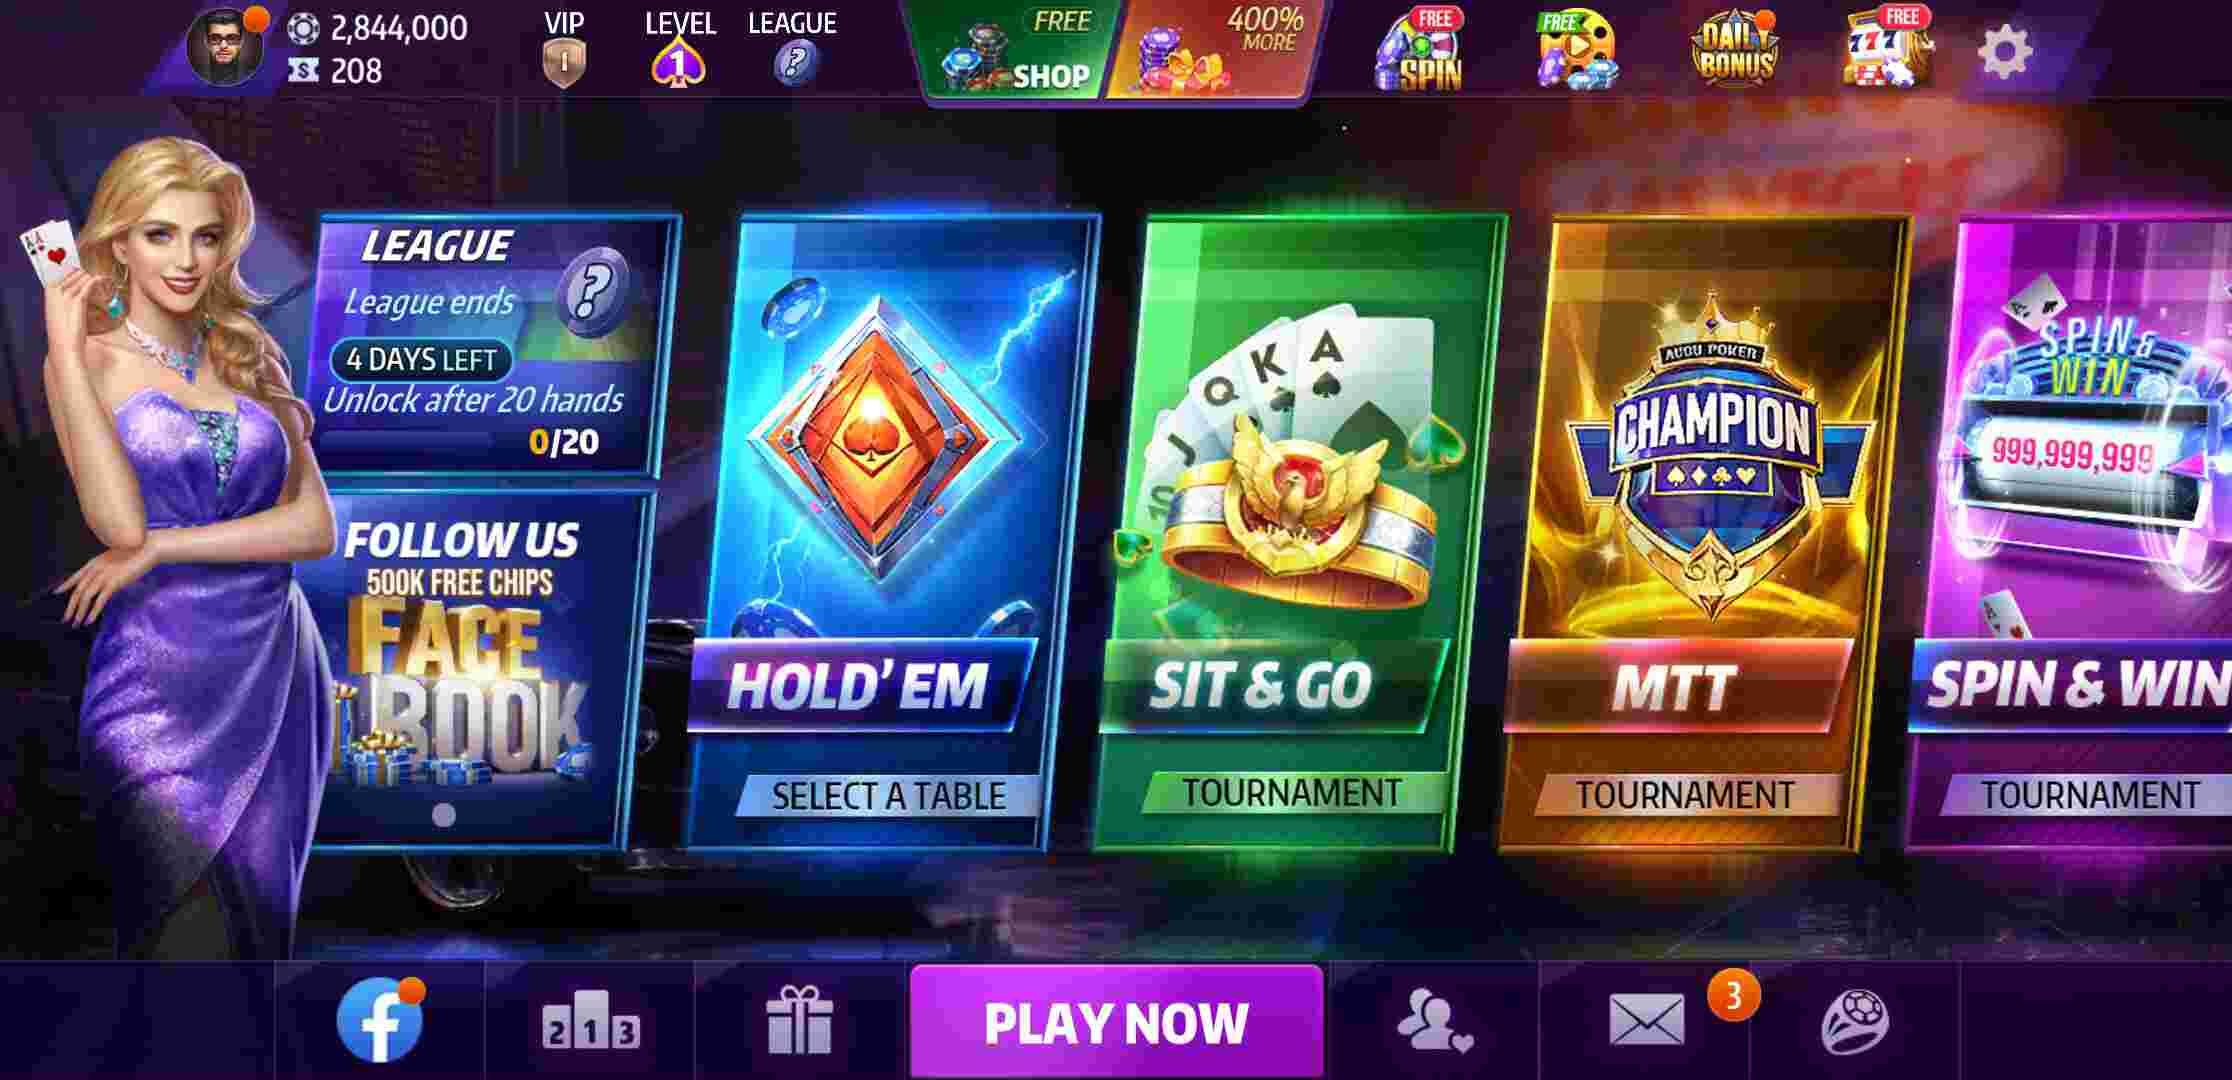 2,844,000
208
VIP
1
LEVEL
1
LEAGUE
?
FREE
SHOP
400%
MORE
FREE
SPIN
FREE
DAILY
BONUS
FREE
777
LEAGUE
?
League ends
4 DAYS LEFT
Unlock after 20 hands
0/20
FOLLOW US
500K FREE CHIPS
FACE
BOOK
A A
HOLD'EM
SELECT A TABLE
10 J Q K A
SIT & GO
TOURNAMENT
CHAMPION
MTT
TOURNAMENT
SPIN &
WIN
999,999,999
A
SPIN & WIN
TOURNAMENT
2 1 3
PLAY NOW
3